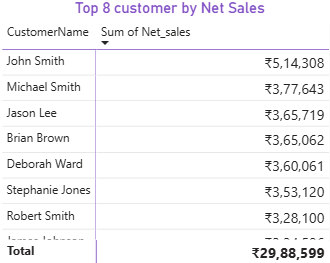 Top 8 customer by Net Sales
CustomerName Sum of Net_sales
John Smith ₹5,14,308
Michael Smith ₹3,77,643
Jason Lee ₹3,65,719
Brian Brown ₹3,65,062
Deborah Ward ₹3,60,061
Stephanie Jones ₹3,53,120
Robert Smith ₹3,28,100
Total ₹29,88,599